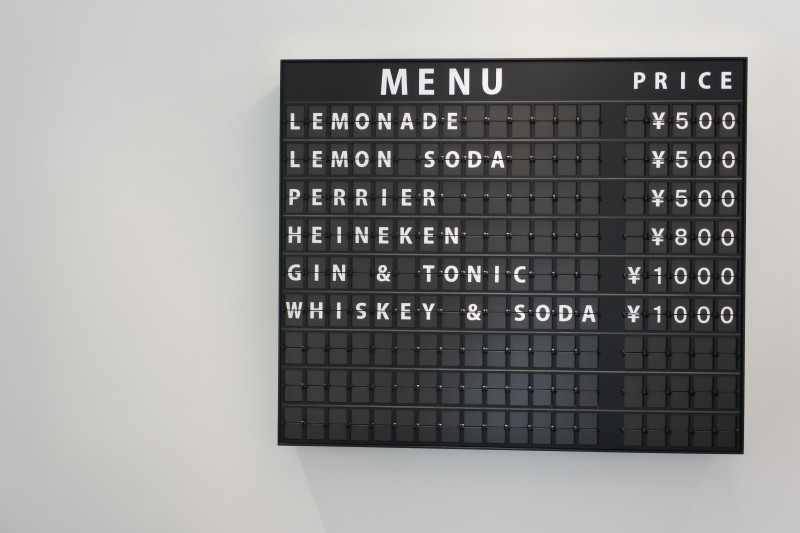 MENU PRICE
LEMONADE ¥500
LEMON SODA ¥500
PERRIER ¥500
HEINEKEN ¥800
GIN & TONIC ¥1000
WHISKEY & SODA ¥1000